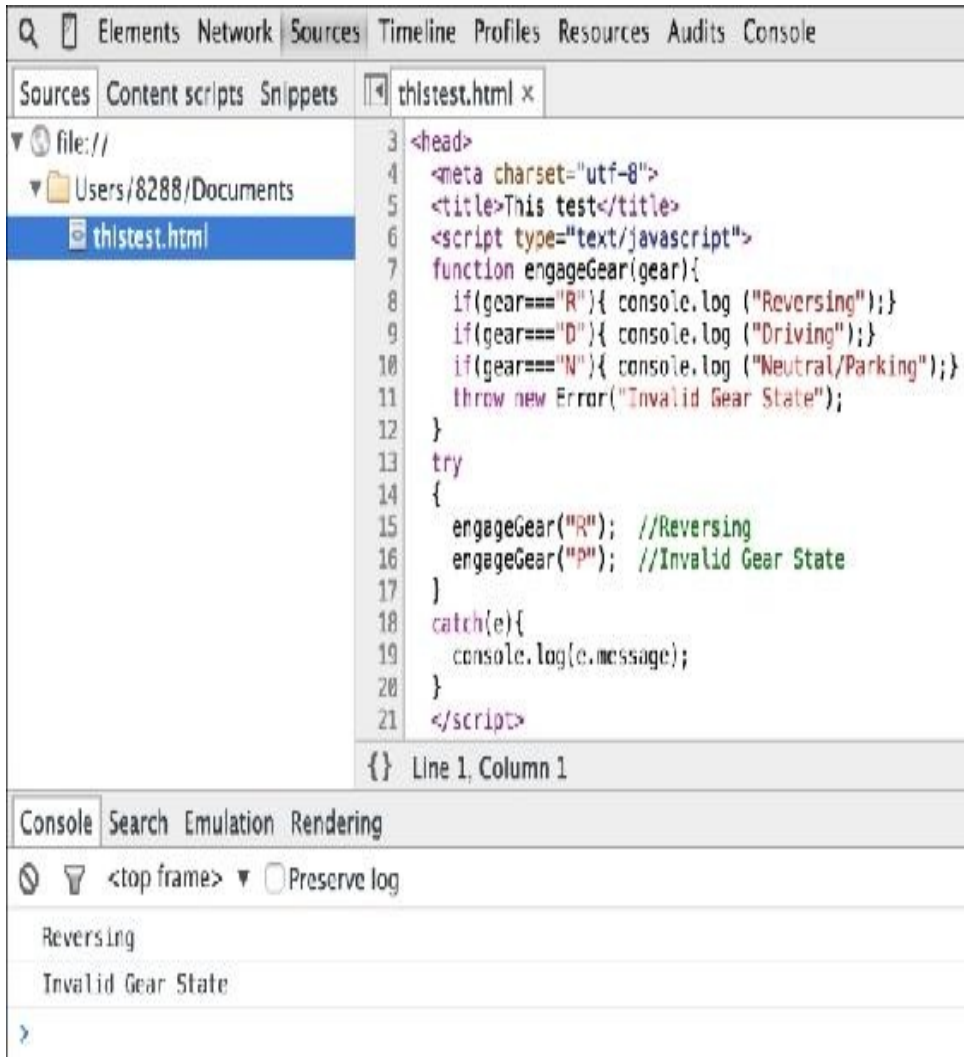 Elements Network Sources Timeline Profiles Resources Audits Console
Sources Content scripts Snippets
thistest.html ×
file://
Users/8288/Documents
thistest.html
3 <head>
4 <meta charset="utf-8">
5 <title>This test</title>
6 <script type="text/javascript">
7 function engageGear(gear){
8 if(gear==="R"){ console.log ("Reversing");}
9 if(gear==="D"){ console.log ("Driving");}
10 if(gear==="N"){ console.log ("Neutral/Parking");}
11 throw new Error("Invalid Gear State");
12 }
13 try
14 {
15 engageGear("R"); //Reversing
16 engageGear("P"); //Invalid Gear State
17 }
18 catch(e){
19 console.log(e.message);
20 }
21 </script>
{} Line 1, Column 1
Console Search Emulation Rendering
<top frame> ▼ Preserve log
Reversing
Invalid Gear State
>